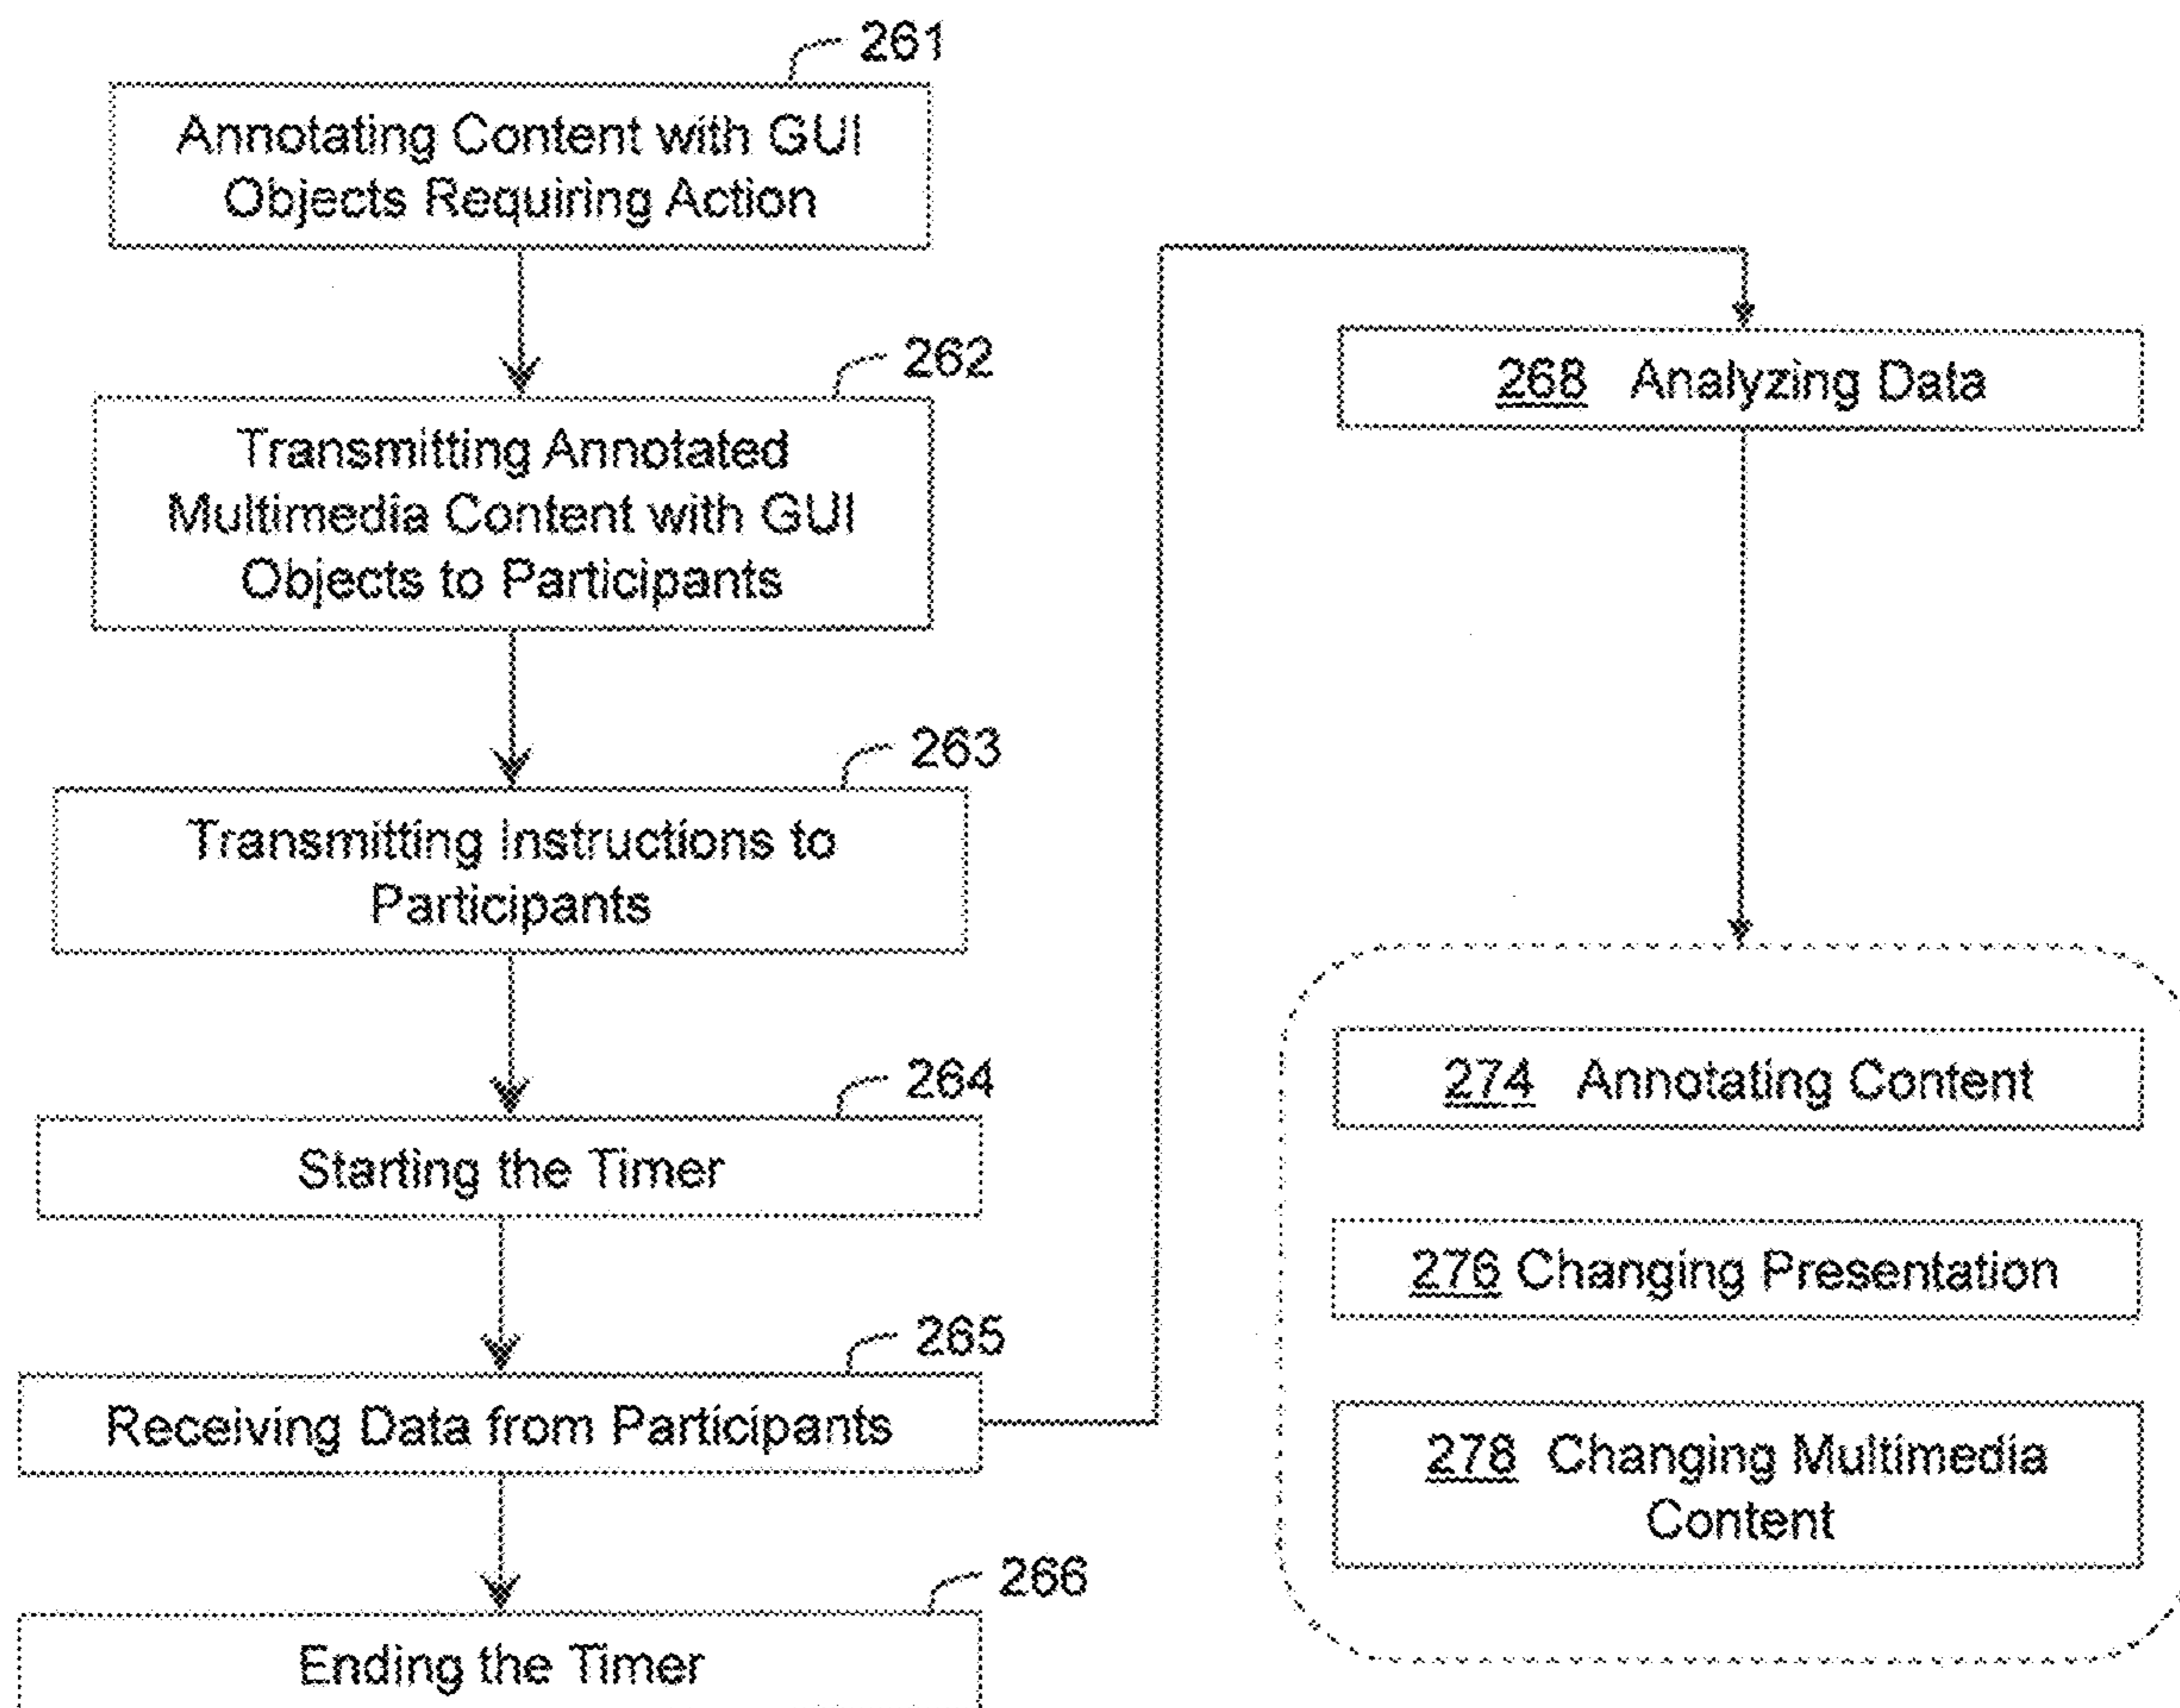 261
Annotating Content with GUI
Objects Requiring Action
262
Transmitting Annotated
Multimedia Content with GUI
Objects to Participants
263
Transmitting Instructions to
Participants
264
Starting the Timer
265
Receiving Data from Participants
266
Ending the Timer
268 Analyzing Data
274 Annotating Content
276 Changing Presentation
278 Changing Multimedia
Content